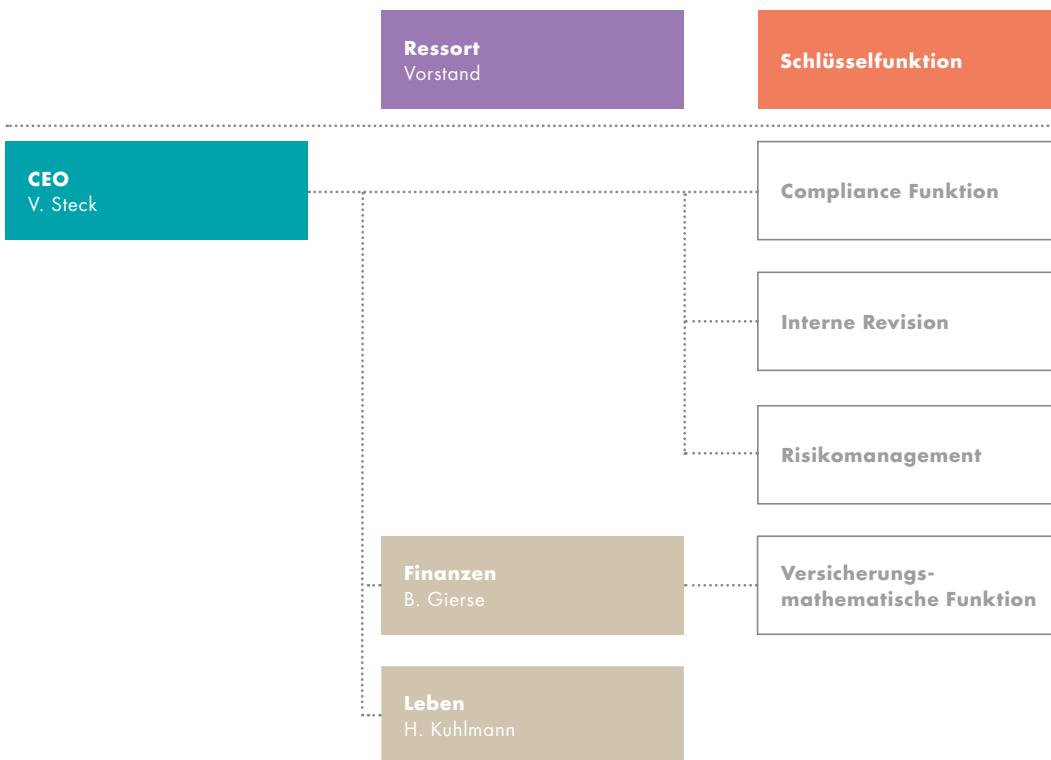 Ressort
Vorstand
Schlüsselfunktion
CEO
V. Steck
Compliance Funktion
Interne Revision
Risikomanagement
Finanzen
B. Gierse
Versicherungs-
mathematische Funktion
Leben
H. Kuhlmann